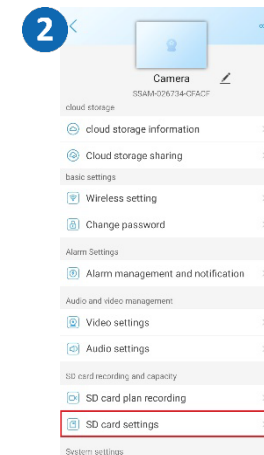 2
Camera
SSAM-026734-CFACF
cloud storage
cloud storage information
Cloud storage sharing
basic settings
Wireless setting
Change password
Alarm Settings
Alarm management and notification
Audio and video management
Video settings
Audio settings
SD card recording and capacity
SD card plan recording
SD card settings
System settings